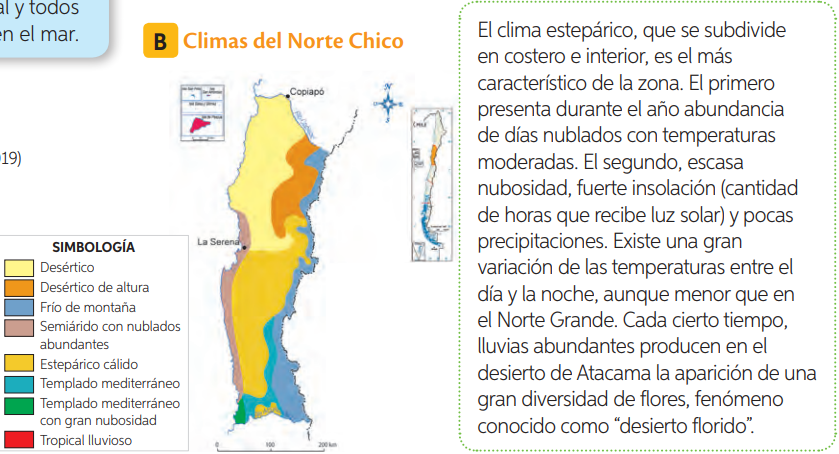 al y todos
en el mar.
19)
B Climas del Norte Chico
Copiapó
La Serena
N
S
CHILE
0 100 200 km
SIMBOLOGÍA
Desértico
Desértico de altura
Frío de montaña
Semiárido con nublados
abundantes
Estepárico cálido
Templado mediterráneo
Templado mediterráneo
con gran nubosidad
Tropical lluvioso
El clima estepárico, que se subdivide
en costero e interior, es el más
característico de la zona. El primero
presenta durante el año abundancia
de días nublados con temperaturas
moderadas. El segundo, escasa
nubosidad, fuerte insolación (cantidad
de horas que recibe luz solar) y pocas
precipitaciones. Existe una gran
variación de las temperaturas entre el
día y la noche, aunque menor que en
el Norte Grande. Cada cierto tiempo,
lluvias abundantes producen en el
desierto de Atacama la aparición de una
gran diversidad de flores, fenómeno
conocido como “desierto florido”.